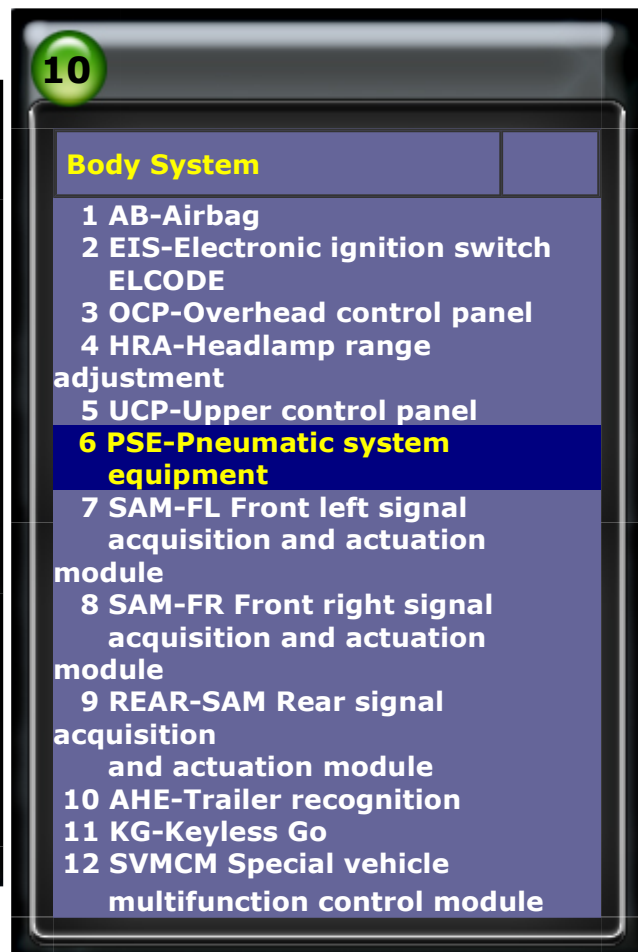 10
Body System
1 AB-Airbag
2 EIS-Electronic ignition switch
ELCODE
3 OCP-Overhead control panel
4 HRA-Headlamp range
adjustment
5 UCP-Upper control panel
6 PSE-Pneumatic system
equipment
7 SAM-FL Front left signal
acquisition and actuation
module
8 SAM-FR Front right signal
acquisition and actuation
module
9 REAR-SAM Rear signal
acquisition
and actuation module
10 AHE-Trailer recognition
11 KG-Keyless Go
12 SVMCM Special vehicle
multifunction control module